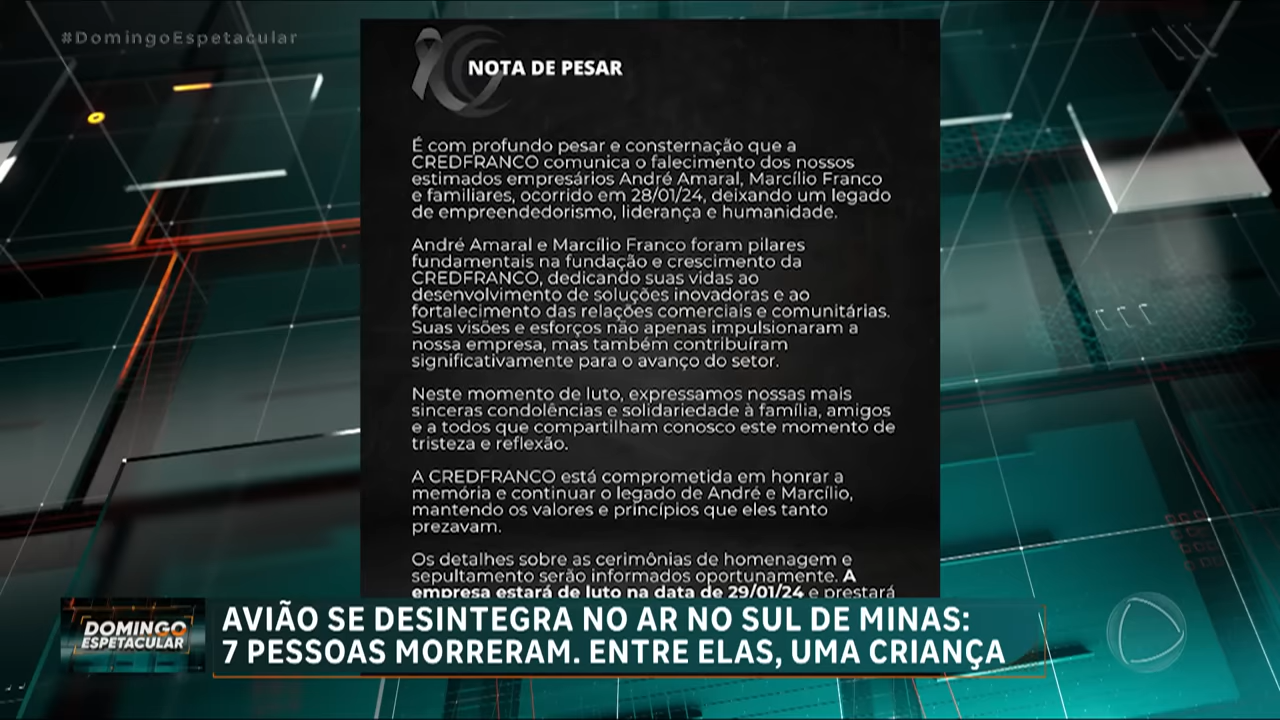 #DomingoEspetacular
NOTA DE PESAR
É com profundo pesar e consternação que a
CREDFRANCO comunica o falecimento dos nossos
estimados empresários André Amaral, Marcílio Franco
e familiares, ocorrido em 28/01/24, deixando um legado
de empreendedorismo, liderança e humanidade.
André Amaral e Marcílio Franco foram pilares
fundamentais na fundação e crescimento da
CREDFRANCO, dedicando suas vidas ao
desenvolvimento de soluções inovadoras e ao
fortalecimento das relações comerciais e comunitárias.
Suas visões e esforços não apenas impulsionaram a
nossa empresa, mas também contribuíram
significativamente para o avanço do setor.
Neste momento de luto, expressamos nossas mais
sinceras condolências e solidariedade à família, amigos
e a todos que compartilham conosco este momento de
tristeza e reflexão.
A CREDFRANCO está comprometida em honrar a
memória e continuar o legado de André e Marcílio,
mantendo os valores e princípios que eles tanto
prezavam.
Os detalhes sobre as cerimônias de homenagem e
sepultamento serão informados oportunamente. A
empresa estará de luto na data de 29/01/24 e prestará
DOMINGO
ESPETACULAR
AVIÃO SE DESINTEGRA NO AR NO SUL DE MINAS:
7 PESSOAS MORRERAM. ENTRE ELAS, UMA CRIANÇA